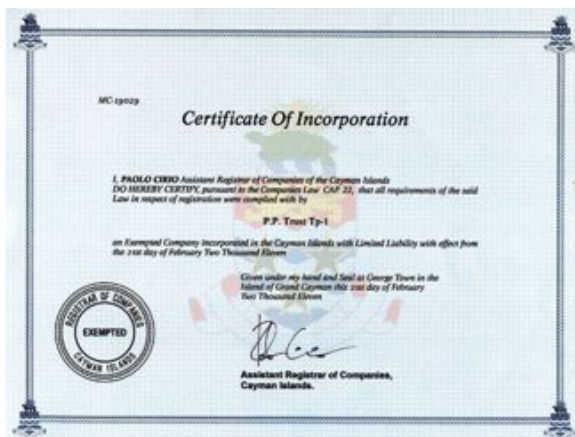 MC-19029
Certificate Of Incorporation
I, PAOLO CIRIO Assistant Registrar of Companies of the Cayman Islands
DO HEREBY CERTIFY, pursuant to the Companies Law CAP. 22, that all requirements of the said
Law in respect of registration were complied with by
P.P. Trust Tp-1
an Exempted Company incorporated in the Cayman Islands with Limited Liability with effect from
the 21st day of February Two Thousand Eleven
Given under my hand and Seal at George Town in the
Island of Grand Cayman this 21st day of February
Two Thousand Eleven
REGISTRAR OF COMPANIES
EXEMPTED
CAYMAN ISLANDS
Assistant Registrar of Companies,
Cayman Islands.